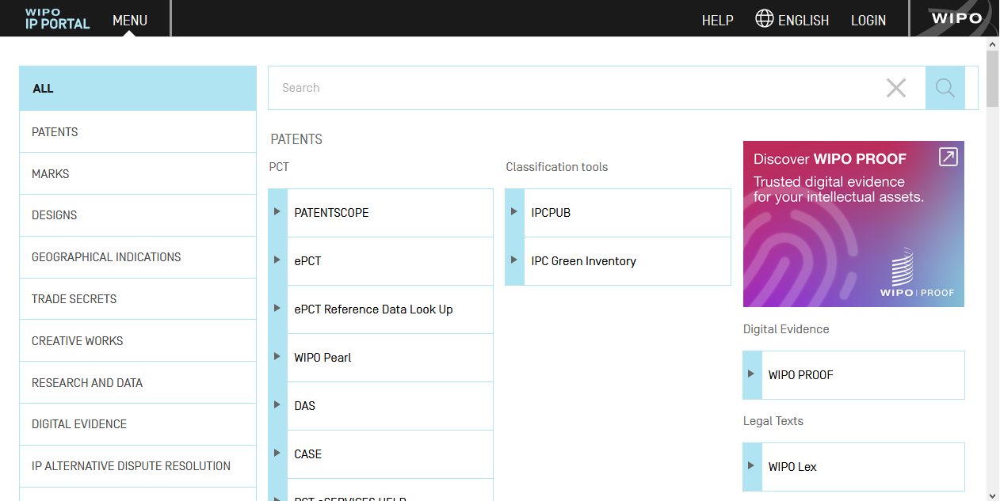 WIPO
IP PORTAL
MENU
HELP
ENGLISH
LOGIN
WIPO
ALL
PATENTS
MARKS
DESIGNS
GEOGRAPHICAL INDICATIONS
TRADE SECRETS
CREATIVE WORKS
RESEARCH AND DATA
DIGITAL EVIDENCE
IP ALTERNATIVE DISPUTE RESOLUTION
Search
PATENTS
PCT
PATENTSCOPE
ePCT
ePCT Reference Data Look Up
WIPO Pearl
DAS
CASE
PCT eSERVICES HELP
Classification tools
IPCPUB
IPC Green Inventory
Discover WIPO PROOF
Trusted digital evidence
for your intellectual assets.
WIPO | PROOF
Digital Evidence
WIPO PROOF
Legal Texts
WIPO Lex